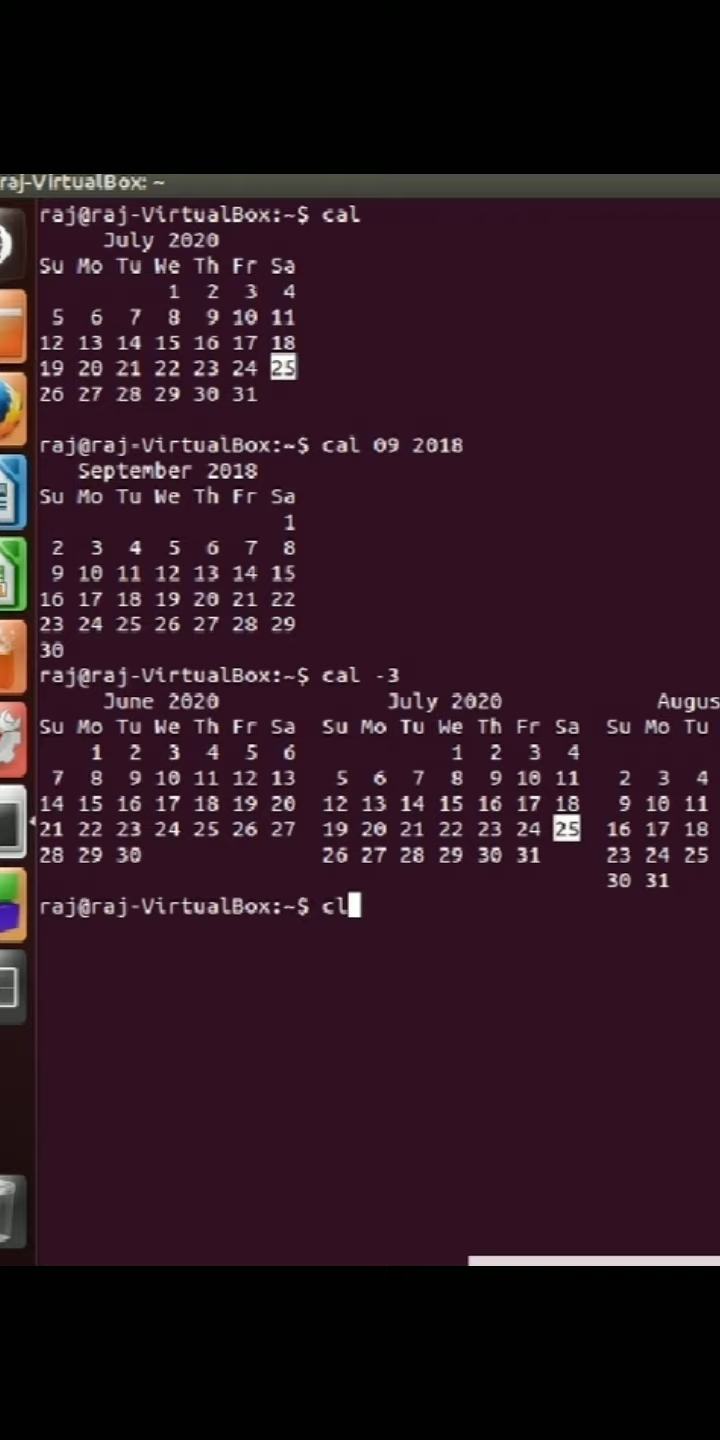 raj-VirtualBox: ~
raj@raj-VirtualBox:~$ cal
July 2020
Su Mo Tu We Th Fr Sa
1 2 3 4
5 6 7 8 9 10 11
12 13 14 15 16 17 18
19 20 21 22 23 24 25
26 27 28 29 30 31
raj@raj-VirtualBox:~$ cal 09 2018
September 2018
Su Mo Tu We Th Fr Sa
1
2 3 4 5 6 7 8
9 10 11 12 13 14 15
16 17 18 19 20 21 22
23 24 25 26 27 28 29
30
raj@raj-VirtualBox:~$ cal -3
June 2020 July 2020 Augus
Su Mo Tu We Th Fr Sa Su Mo Tu We Th Fr Sa Su Mo Tu
1 2 3 4 5 6 1 2 3 4
7 8 9 10 11 12 13 5 6 7 8 9 10 11 2 3 4
14 15 16 17 18 19 20 12 13 14 15 16 17 18 9 10 11
21 22 23 24 25 26 27 19 20 21 22 23 24 25 16 17 18
28 29 30 26 27 28 29 30 31 23 24 25
30 31
raj@raj-VirtualBox:~$ cl